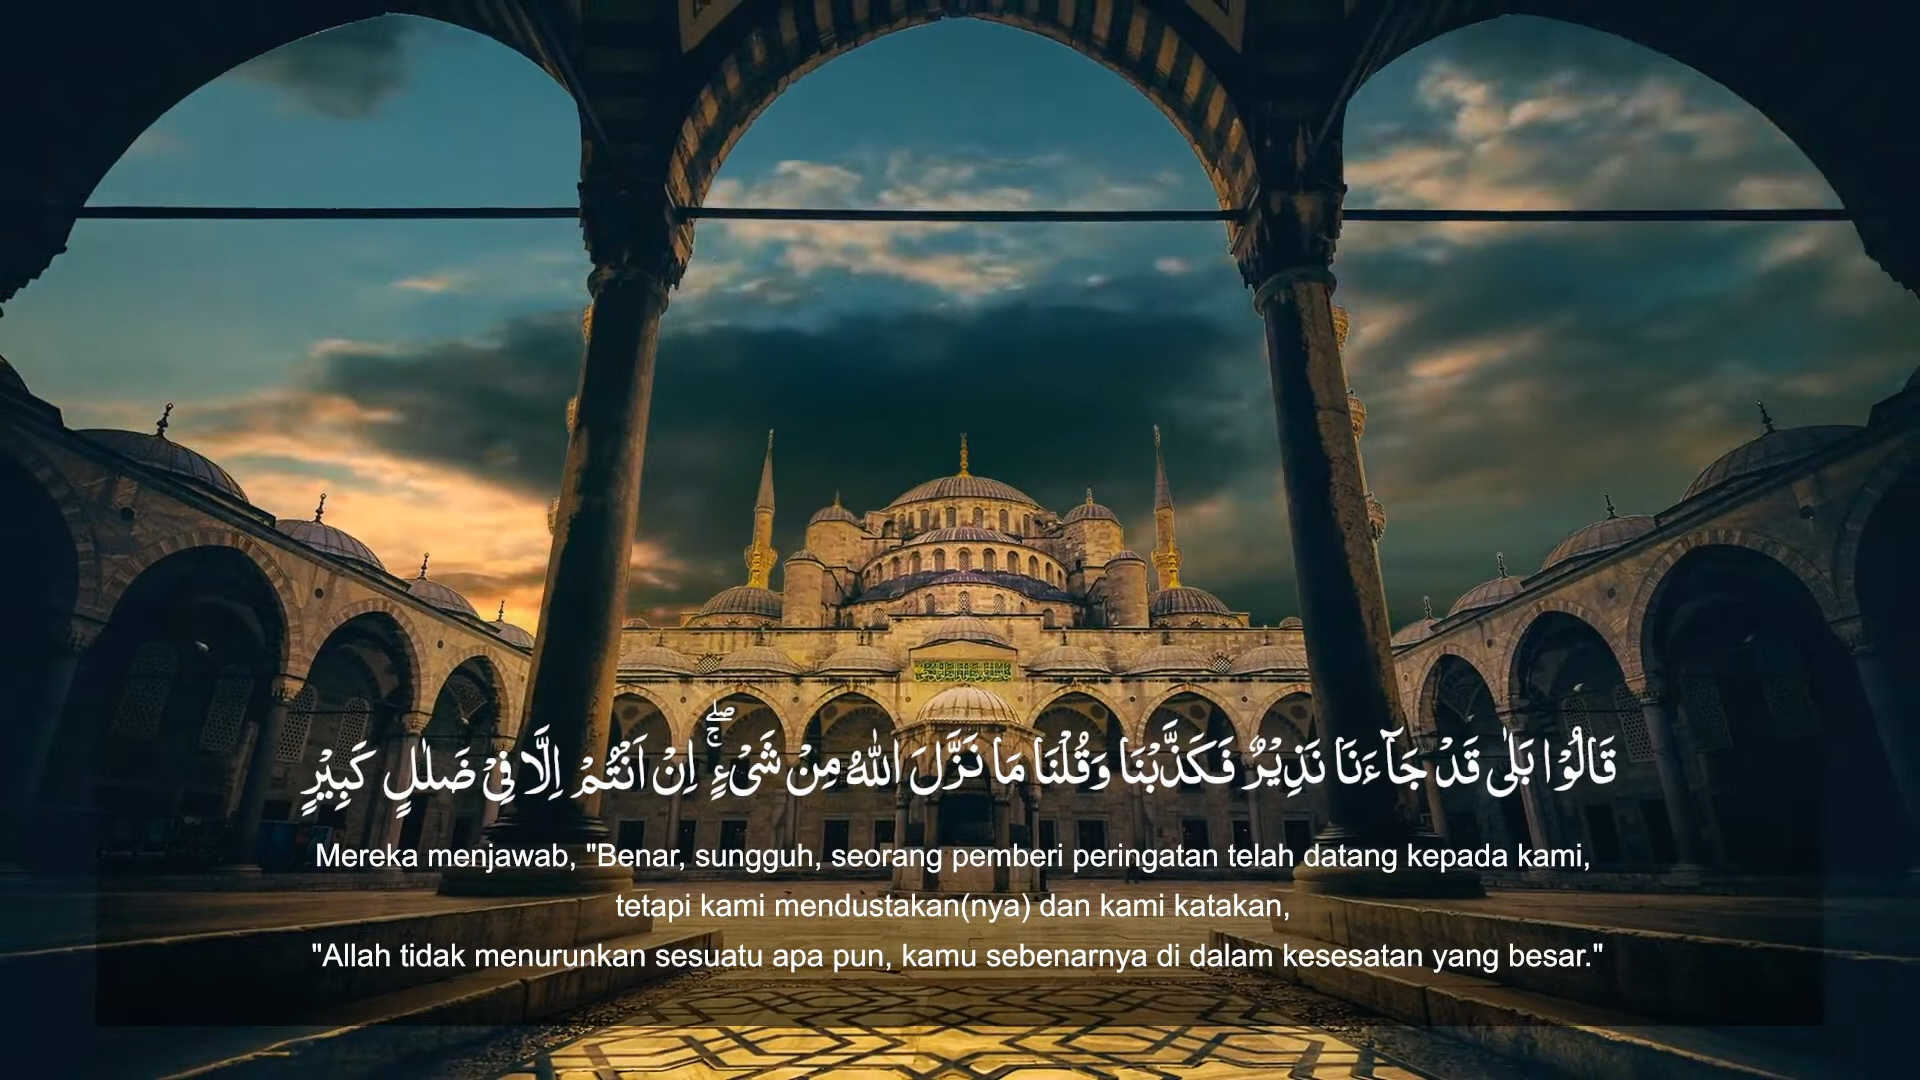 قَالُوْا بَلٰى قَدْ جَاۤءَنَا نَذِيْرٌ فَكَذَّبْنَا وَقُلْنَا مَا نَزَّلَ اللّٰهُ مِنْ شَيْءٍۖ اِنْ اَنْتُمْ اِلَّا فِيْ ضَلٰلٍ كَبِيْرٍ
Mereka menjawab, "Benar, sungguh, seorang pemberi peringatan telah datang kepada kami,
tetapi kami mendustakan(nya) dan kami katakan,
"Allah tidak menurunkan sesuatu apa pun, kamu sebenarnya di dalam kesesatan yang besar."